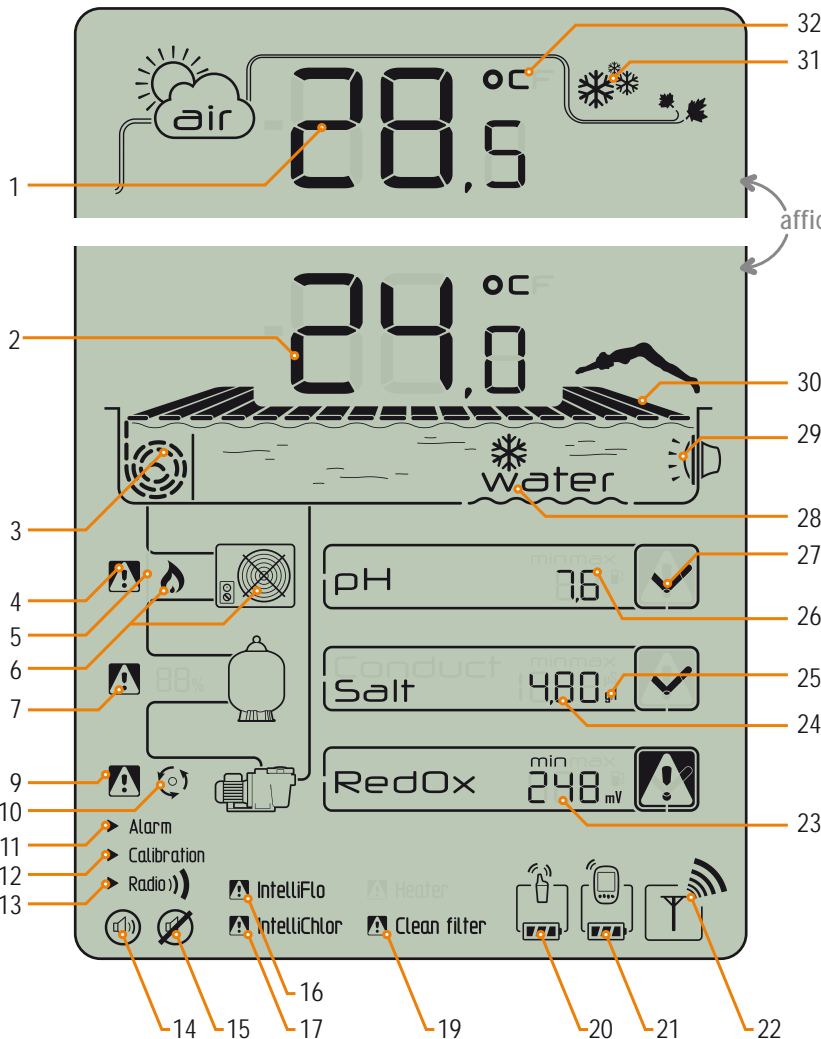 32
31
°CF
air
28,5
1
affic
°CF
24,0
2
30
29
water
28
3
27
min max
pH
7,6
26
4
5
6
88%
7
Conduct
min max
Salt
4,80 g/l
25
24
9
10
min max
RedOx
248 mV
23
11
Alarm
12
Calibration
13
Radio
IntelliFlo
Heater
IntelliChlor
Clean filter
16
14
15
17
19
20
21
22